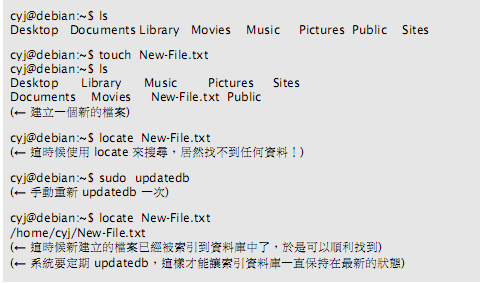 cyj@debian:~$ ls
Desktop Documents Library Movies Music Pictures Public Sites
cyj@debian:~$ touch New-File.txt
cyj@debian:~$ ls
Desktop Library Music Pictures Sites
Documents Movies New-File.txt Public
(← 建立一個新的檔案)
cyj@debian:~$ locate New-File.txt
(← 這時候使用 locate 來搜尋，居然找不到任何資料！)
cyj@debian:~$ sudo updatedb
(← 手動重新 updatedb 一次)
cyj@debian:~$ locate New-File.txt
/home/cyj/New-File.txt
(← 這時候新建立的檔案已經被索引到資料庫中了，於是可以順利找到)
(← 系統要定期 updatedb，這樣才能讓索引資料庫一直保持在最新的狀態)